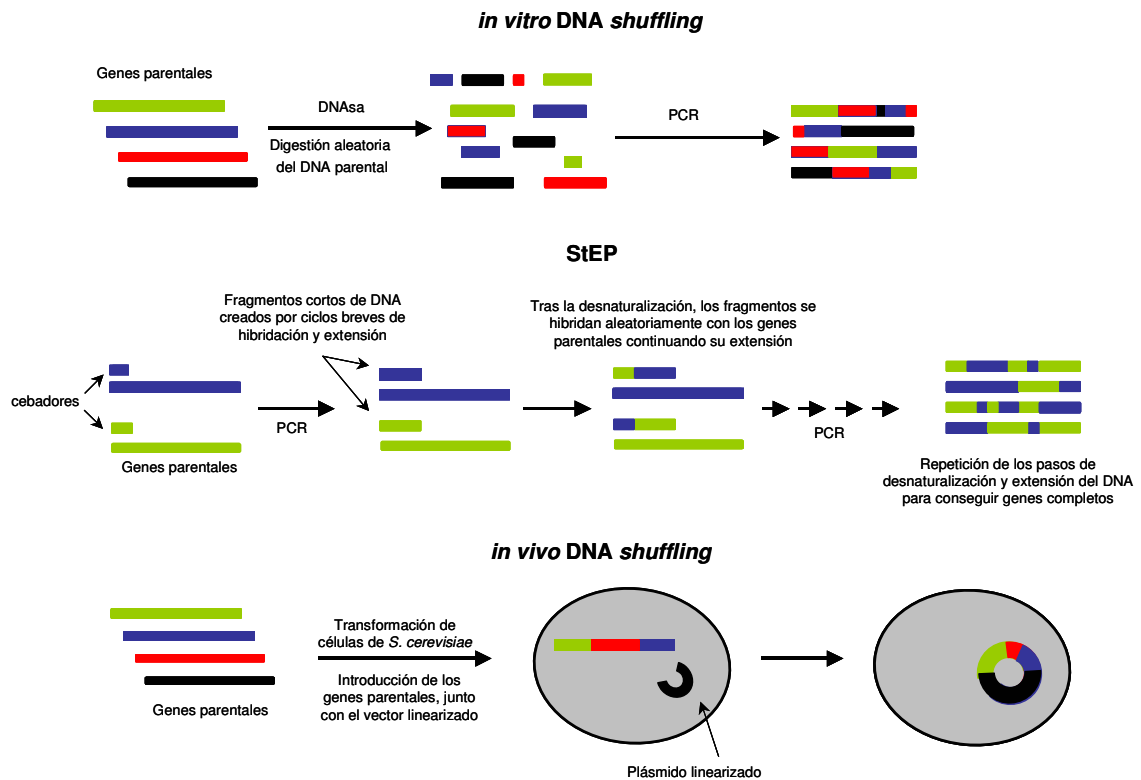 in vitro DNA shuffling
Genes parentales
DNAsa
Digestión aleatoria
del DNA parental
PCR
StEP
Fragmentos cortos de DNA
creados por ciclos breves de
hibridación y extensión
Tras la desnaturalización, los fragmentos se
hibridan aleatoriamente con los genes
parentales continuando su extensión
cebadores
PCR
PCR
Genes parentales
Repetición de los pasos de
desnaturalización y extensión del DNA
para conseguir genes completos
in vivo DNA shuffling
Transformación de
células de S. cerevisiae
Introducción de los
genes parentales, junto
con el vector linearizado
Genes parentales
Plásmido linearizado